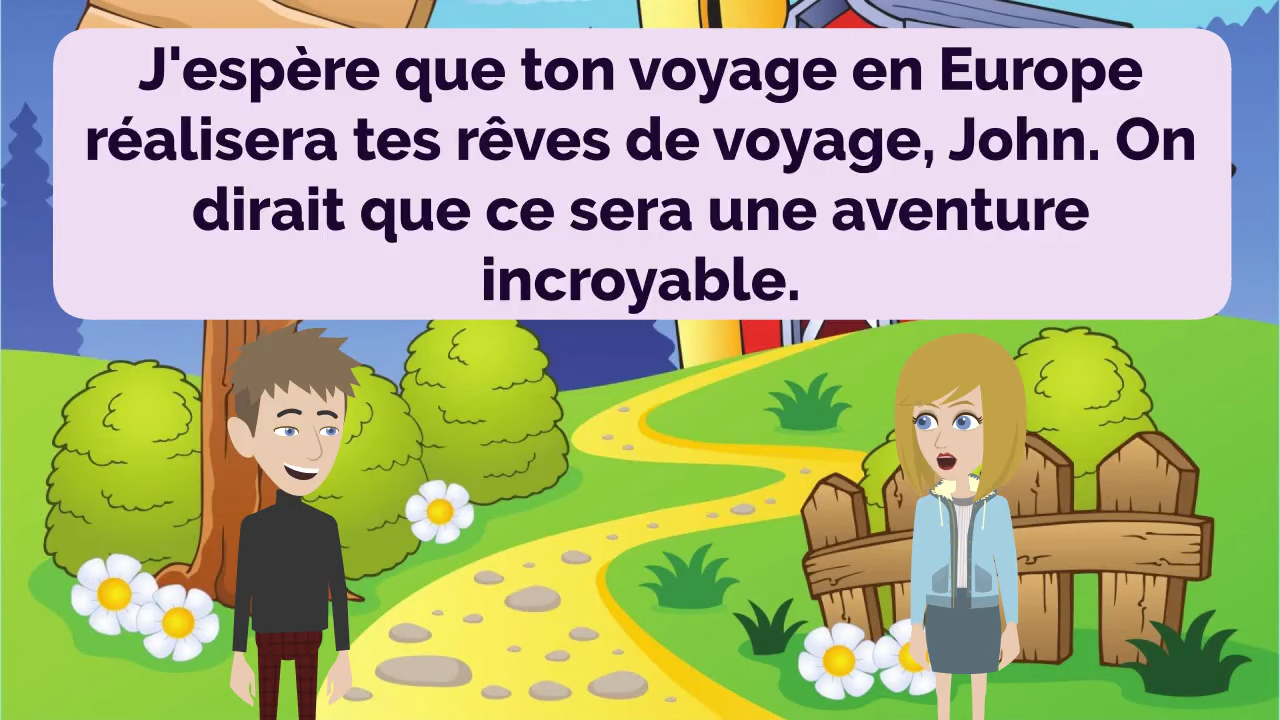 J'espère que ton voyage en Europe
réalisera tes rêves de voyage, John. On
dirait que ce sera une aventure
incroyable.